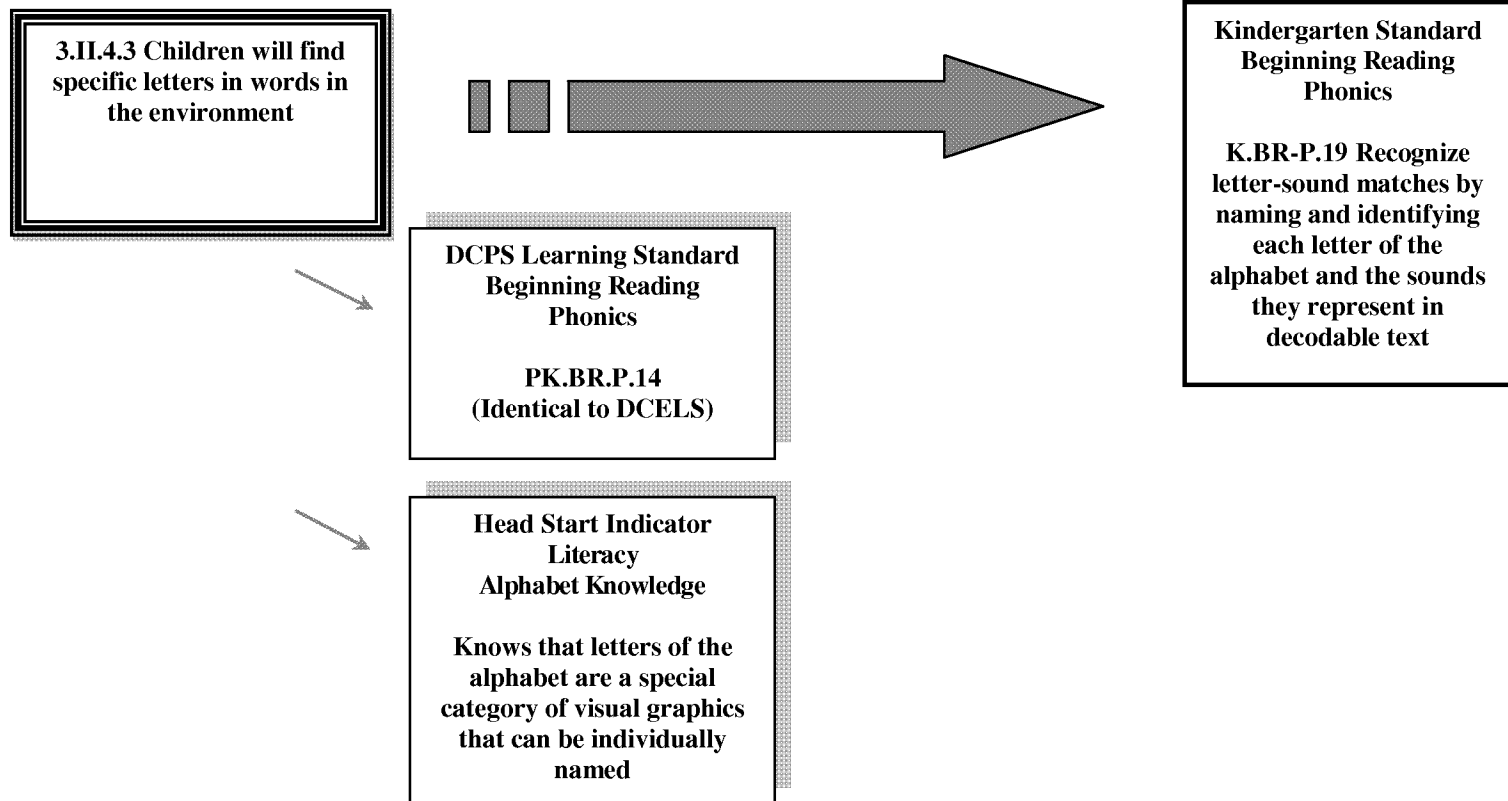 3.II.4.3 Children will find
specific letters in words in
the environment
Kindergarten Standard
Beginning Reading
Phonics
K.BR-P.19 Recognize
letter-sound matches by
naming and identifying
each letter of the
alphabet and the sounds
they represent in
decodable text
DCPS Learning Standard
Beginning Reading
Phonics
PK.BR.P.14
(Identical to DCELS)
Head Start Indicator
Literacy
Alphabet Knowledge
Knows that letters of the
alphabet are a special
category of visual graphics
that can be individually
named